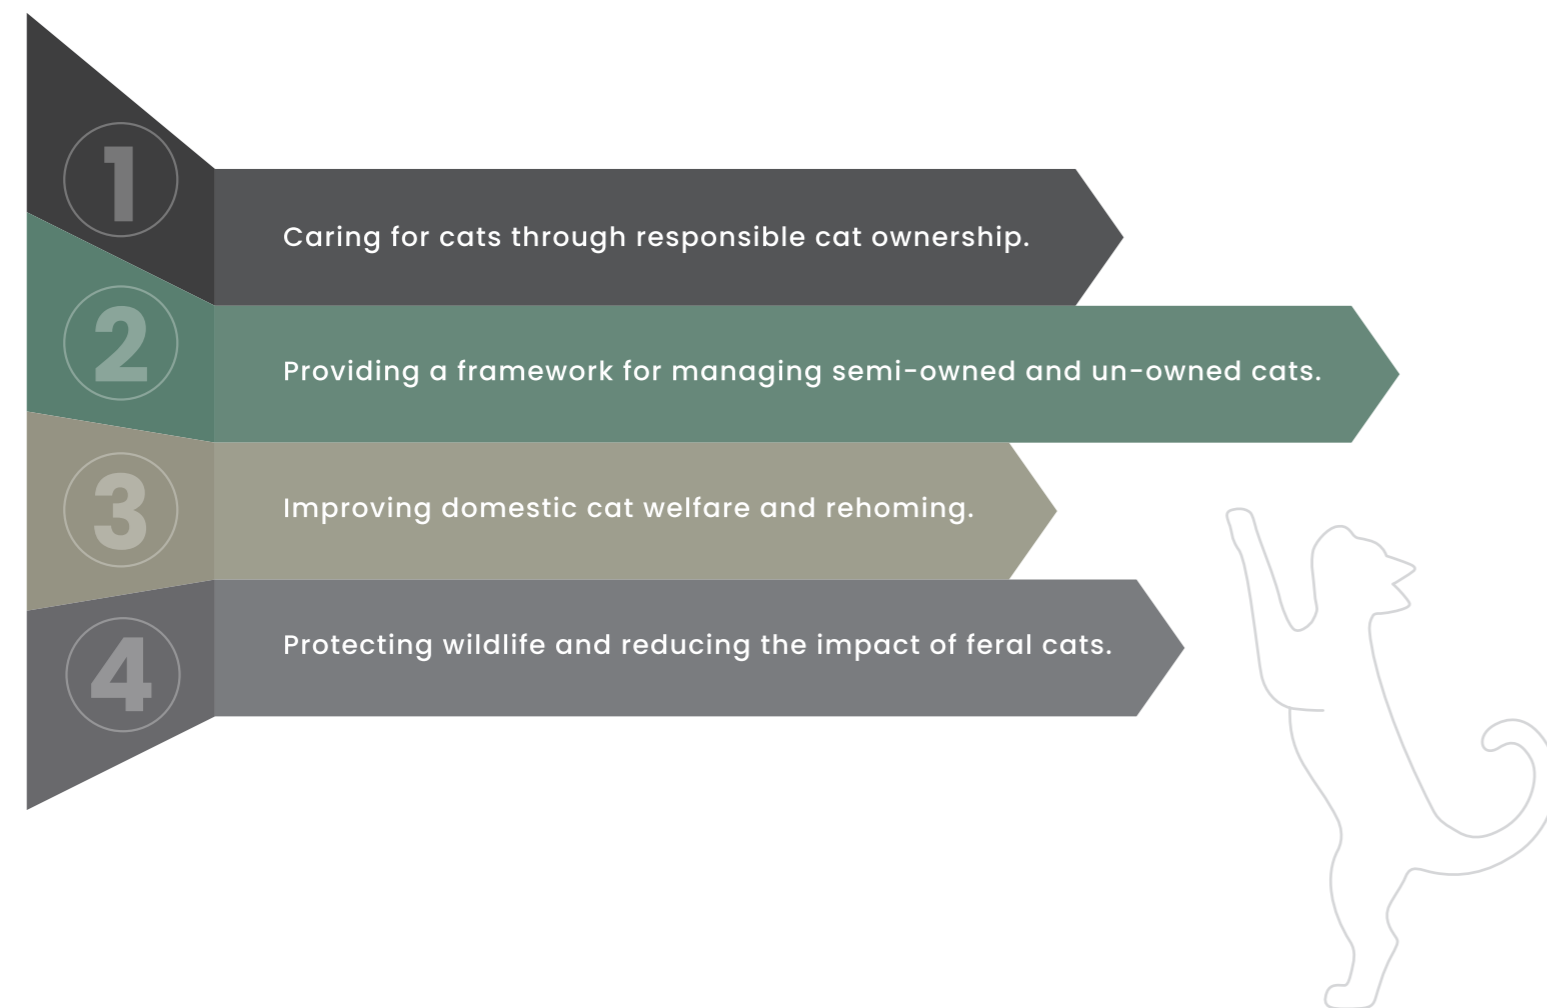 1
Caring for cats through responsible cat ownership.
2
Providing a framework for managing semi-owned and un-owned cats.
3
Improving domestic cat welfare and rehoming.
4
Protecting wildlife and reducing the impact of feral cats.